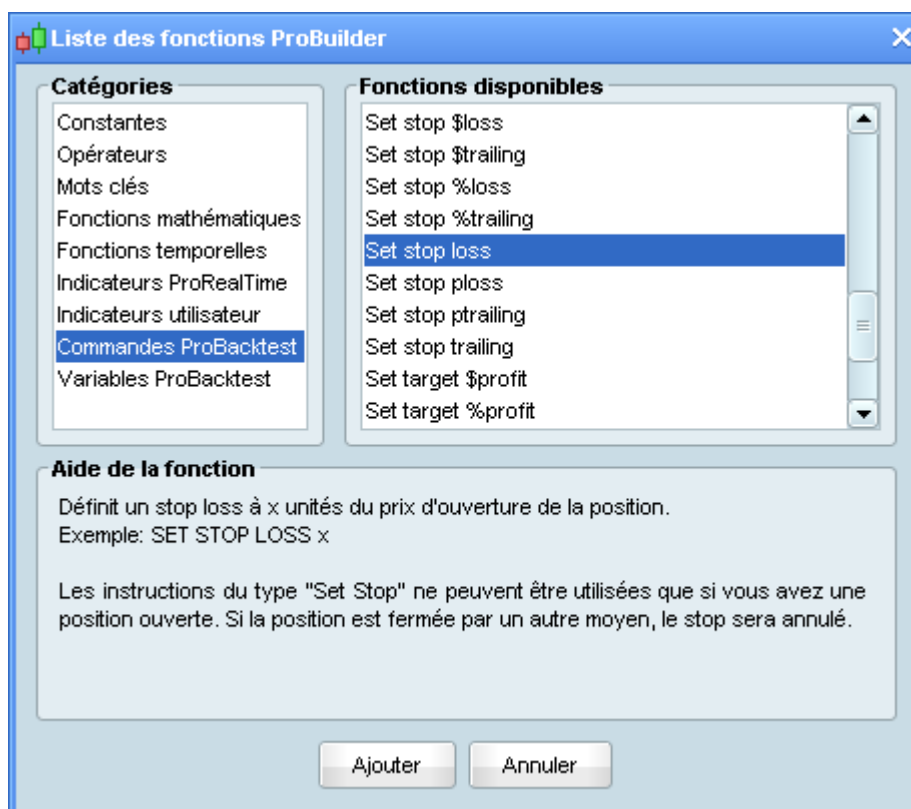 Liste des fonctions ProBuilder
Catégories
Constantes
Opérateurs
Mots clés
Fonctions mathématiques
Fonctions temporelles
Indicateurs ProRealTime
Indicateurs utilisateur
Commandes ProBacktest
Variables ProBacktest
Fonctions disponibles
Set stop $loss
Set stop $trailing
Set stop %loss
Set stop %trailing
Set stop loss
Set stop ploss
Set stop ptrailing
Set stop trailing
Set target $profit
Set target %profit
Aide de la fonction
Définit un stop loss à x unités du prix d'ouverture de la position.
Exemple: SET STOP LOSS x
Les instructions du type "Set Stop" ne peuvent être utilisées que si vous avez une
position ouverte. Si la position est fermée par un autre moyen, le stop sera annulé.
Ajouter
Annuler